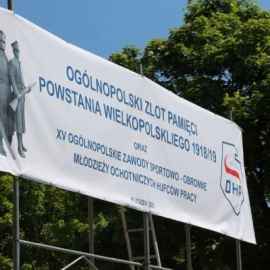 OGÓLNOPOLSKI ZLOT PAMIĘCI
POWSTANIA WIELKOPOLSKIEGO 1918/19
ORAZ
XV OGÓLNOPOLSKIE ZAWODY SPORTOWO - OBRONNE
MŁODZIEŻY OCHOTNICZYCH HUFCÓW PRACY
OHP